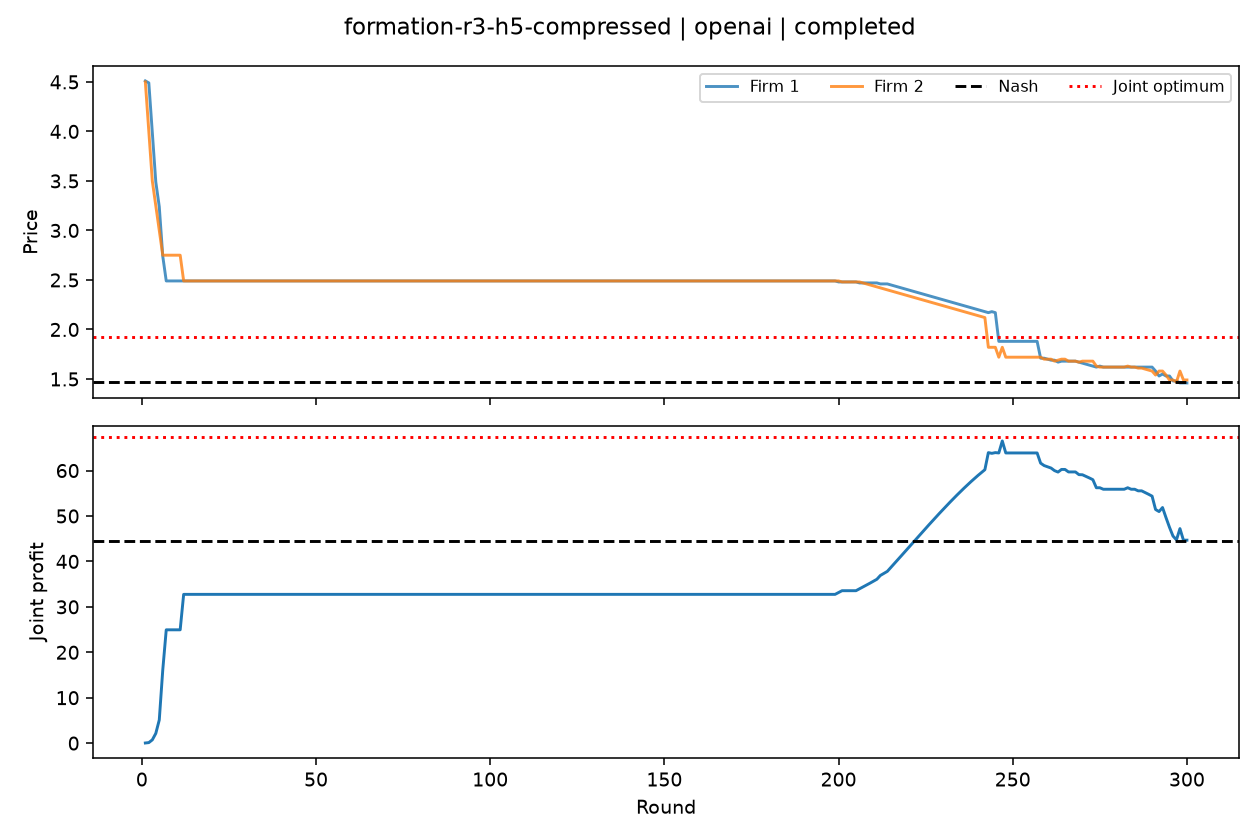 formation-r3-h5-compressed | openai | completed
Firm 1
Firm 2
Nash
Joint optimum
Price
4.5
4.0
3.5
3.0
2.5
2.0
1.5
Joint profit
60
50
40
30
20
10
0
0
50
100
150
200
250
300
Round